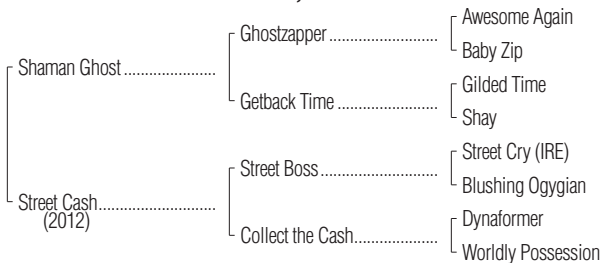 Awesome Again
Ghostzapper ....................
Baby Zip
Shaman Ghost ......................
Gilded Time
Getback Time ....................
Shay
Street Cry (IRE)
Street Boss......................
Blushing Ogygian
Street Cash...........................
(2012)
Dynaformer
Collect the Cash..................
Worldly Possession